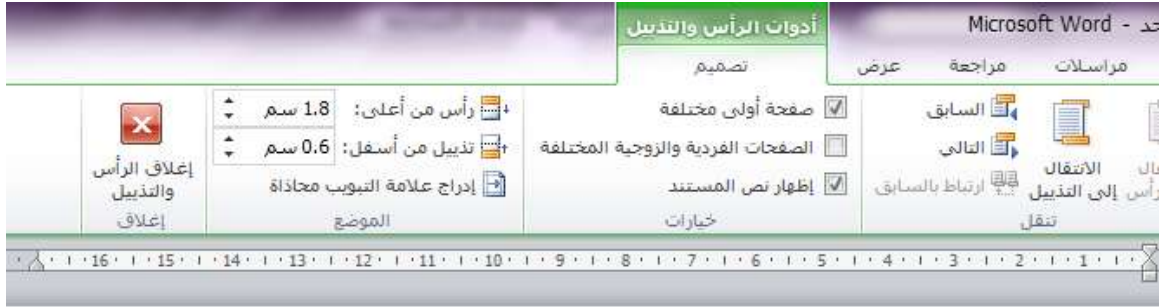 حد - Microsoft Word
أدوات الرأس والتذييل
مراسلات
مراجعة
عرض
تصميم
الانتقال
إلى التذييل
السابق
التالي
ارتباط بالسابق
تنقل
صفحة أولى مختلفة
الصفحات الفردية والزوجية المختلفة
إظهار نص المستند
خيارات
رأس من أعلى: 1.8 سم
تذييل من أسفل: 0.6 سم
إدراج علامة التبويب محاذاة
الموضع
إغلاق الرأس
والتذييل
إغلاق
1 2 3 4 5 6 7 8 9 10 11 12 13 14 15 16